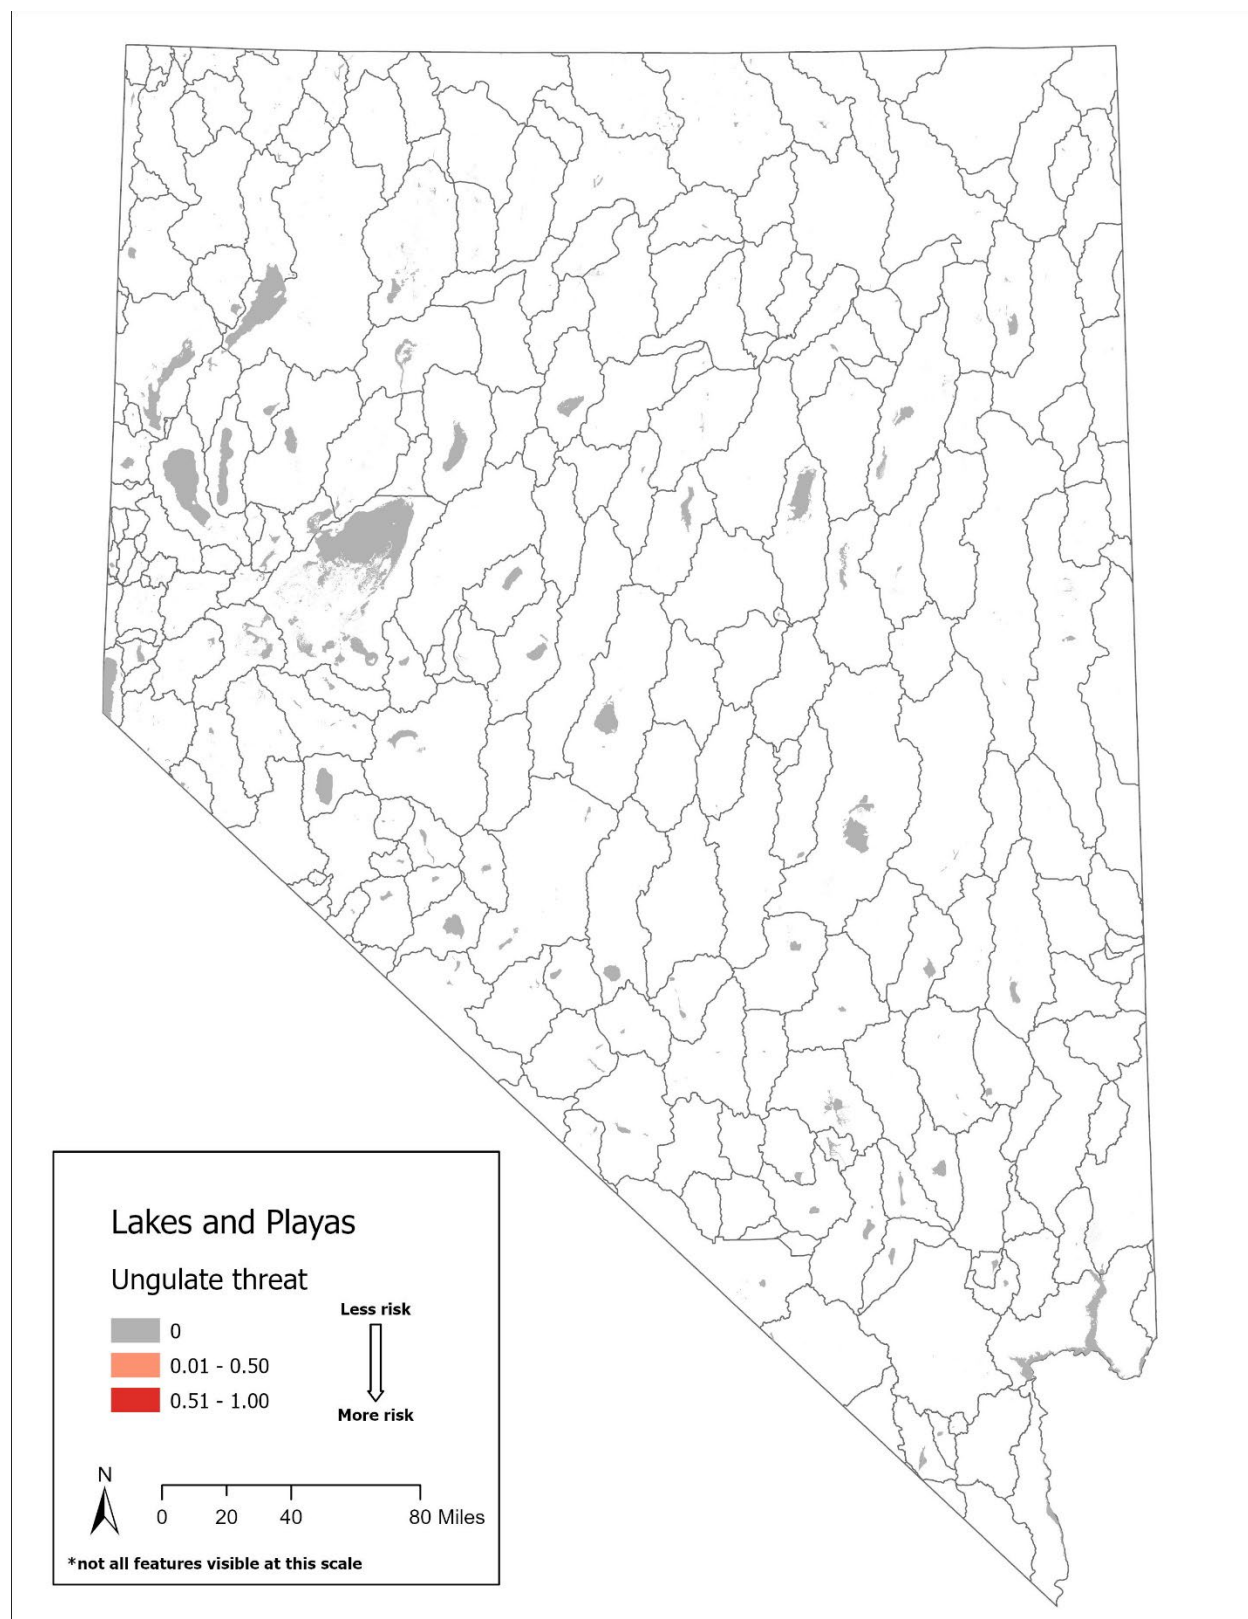 Lakes and Playas
Ungulate threat
Less risk
0
0.01 - 0.50
0.51 - 1.00
More risk
N
0 20 40 80 Miles
*not all features visible at this scale